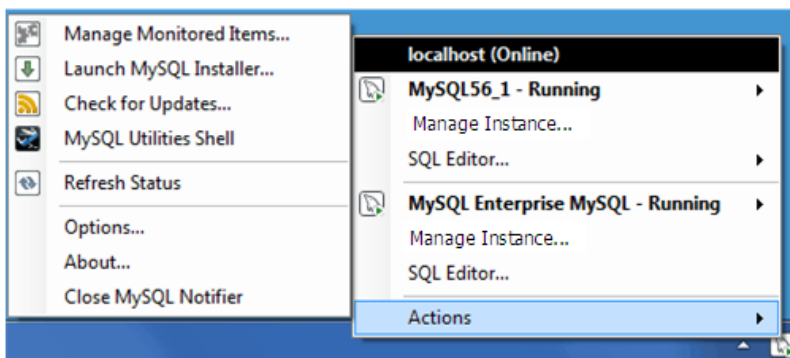 Manage Monitored Items...
Launch MySQL Installer...
Check for Updates...
MySQL Utilities Shell
Refresh Status
Options...
About...
Close MySQL Notifier
localhost (Online)
MySQL56_1 - Running
Manage Instance...
SQL Editor...
MySQL Enterprise MySQL - Running
Manage Instance...
SQL Editor...
Actions